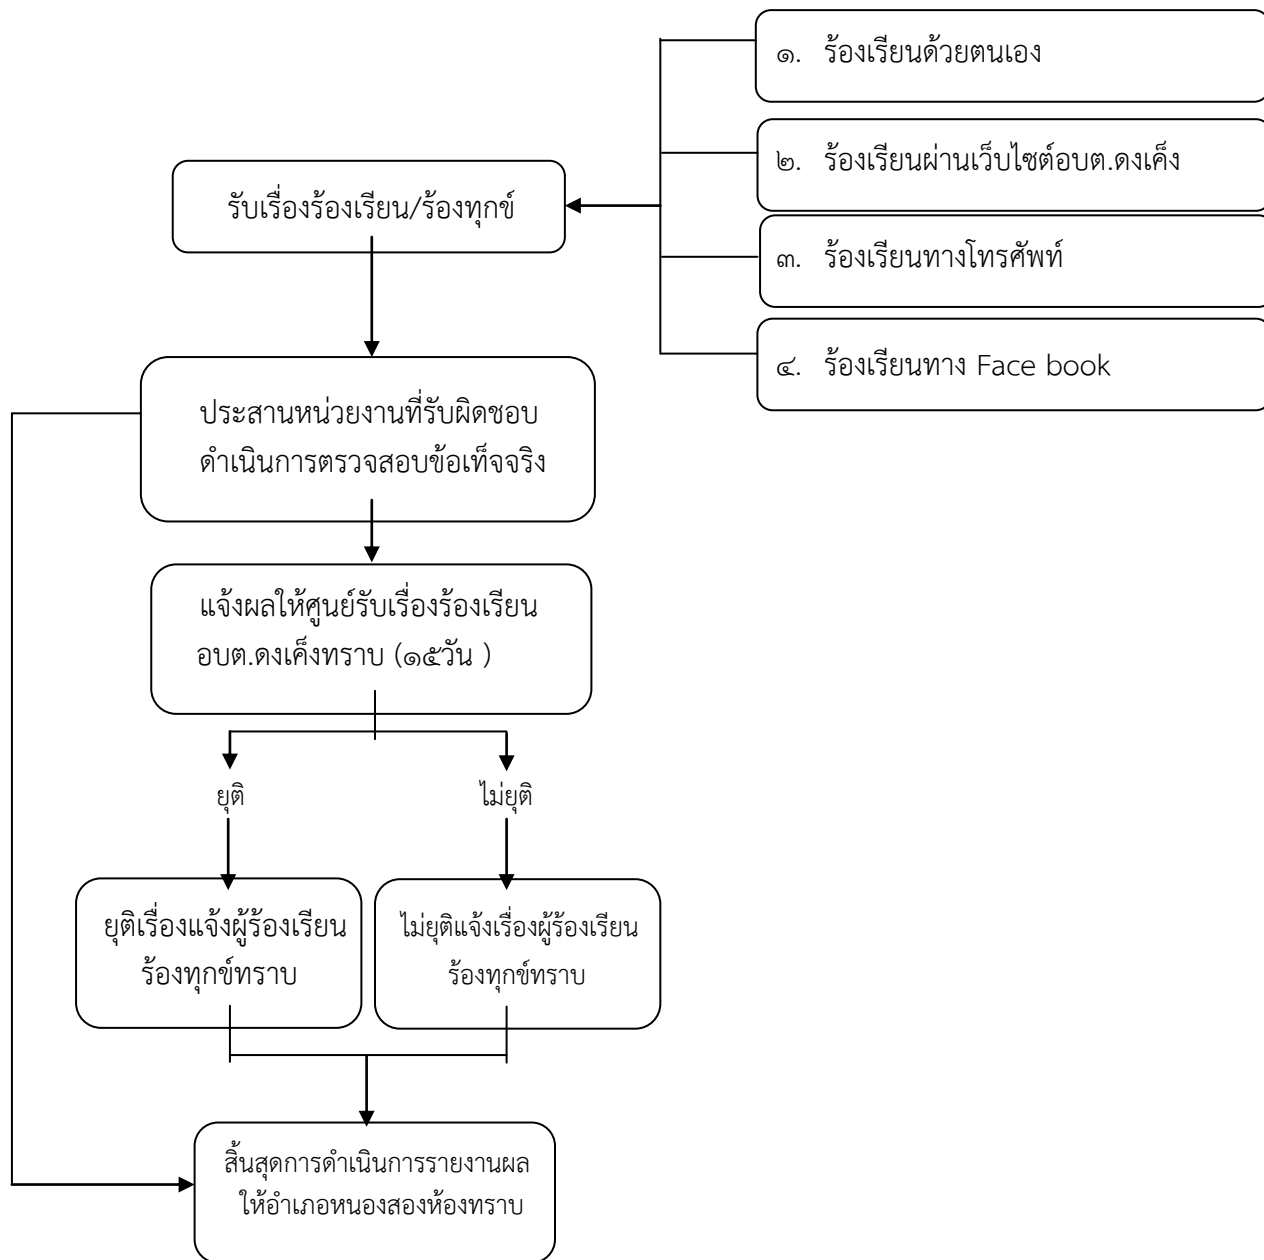 ๑. ร้องเรียนด้วยตนเอง
๒. ร้องเรียนผ่านเว็บไซต์อบต.ดงเค็ง
รับเรื่องร้องเรียน/ร้องทุกข์
๓. ร้องเรียนทางโทรศัพท์
๔. ร้องเรียนทาง Face book
ประสานหน่วยงานที่รับผิดชอบ
ดำเนินการตรวจสอบข้อเท็จจริง
แจ้งผลให้ศูนย์รับเรื่องร้องเรียน
อบต.ดงเค็งทราบ (๑๕วัน )
ยุติ
ไม่ยุติ
ยุติเรื่องแจ้งผู้ร้องเรียน
ร้องทุกข์ทราบ
ไม่ยุติแจ้งเรื่องผู้ร้องเรียน
ร้องทุกข์ทราบ
สิ้นสุดการดำเนินการรายงานผล
ให้อำเภอหนองสองห้องทราบ